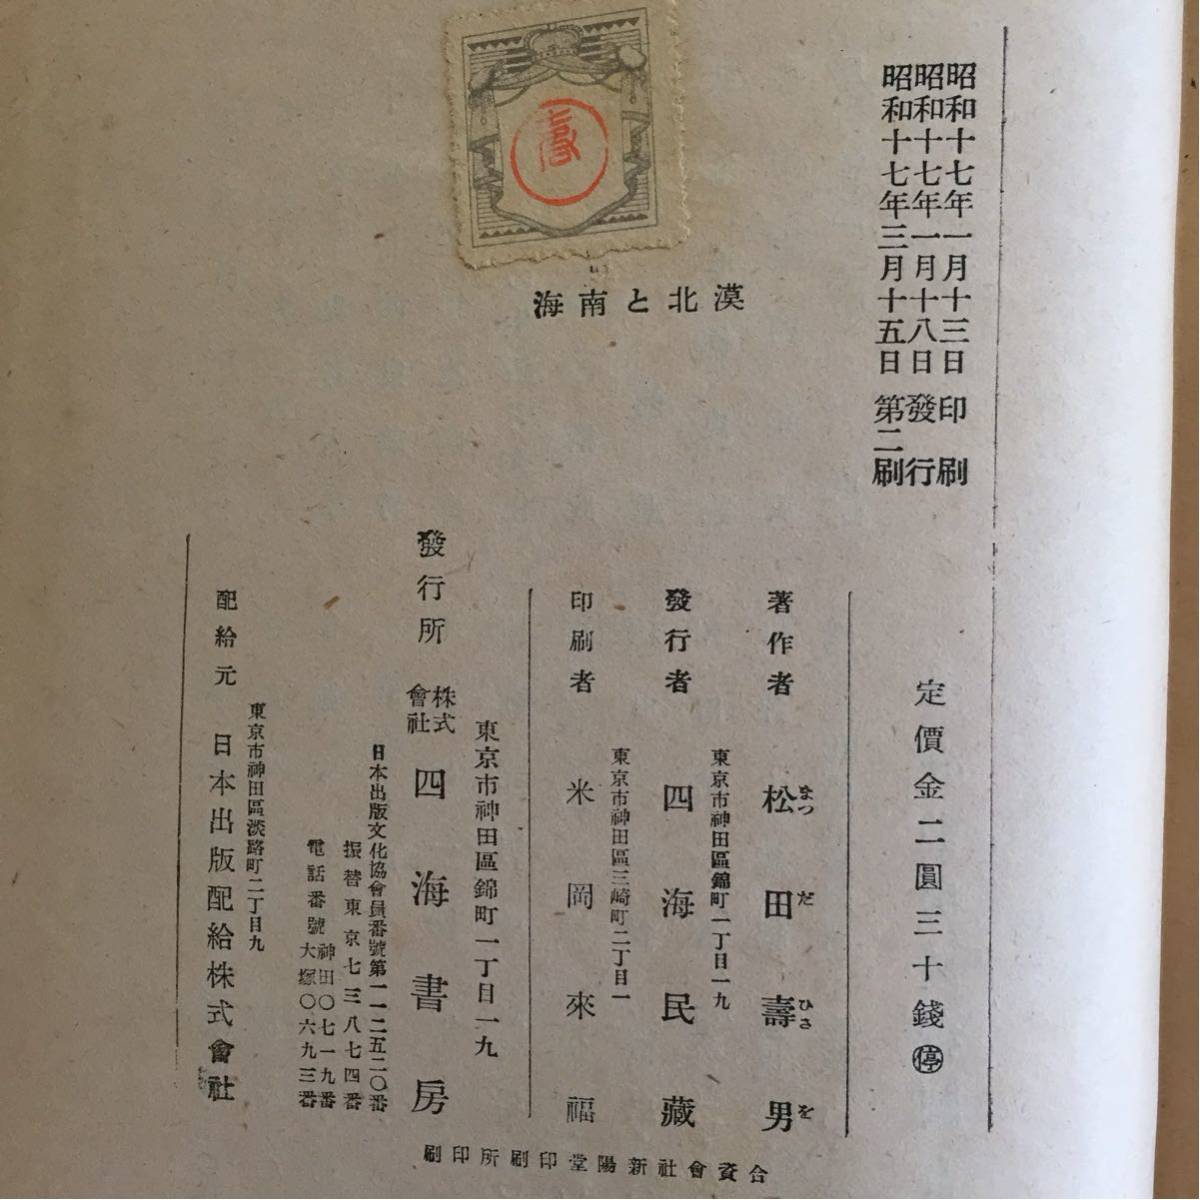 昭和十七年一月十三日 印刷
昭和十七年一月十八日 發行
昭和十七年三月十五日 第二刷
漠北と南海
定價金二圓三十錢 停
著作者 松田壽男
まつだひさを
東京市神田區錦町一丁目一九
發行者 四海民藏
東京市神田區三崎町二丁目一
印刷者 米岡來福
東京市神田區錦町一丁目一九
發行所 株式會社 四海書房
日本出版文化協會員番號第一一二五二〇番
振替東京七三八七四番
電話番號 神田〇七一九番
大塚〇六九三番
東京市神田區淡路町二丁目九
配給元 日本出版配給株式會社
合資會社新陽堂印刷所印刷